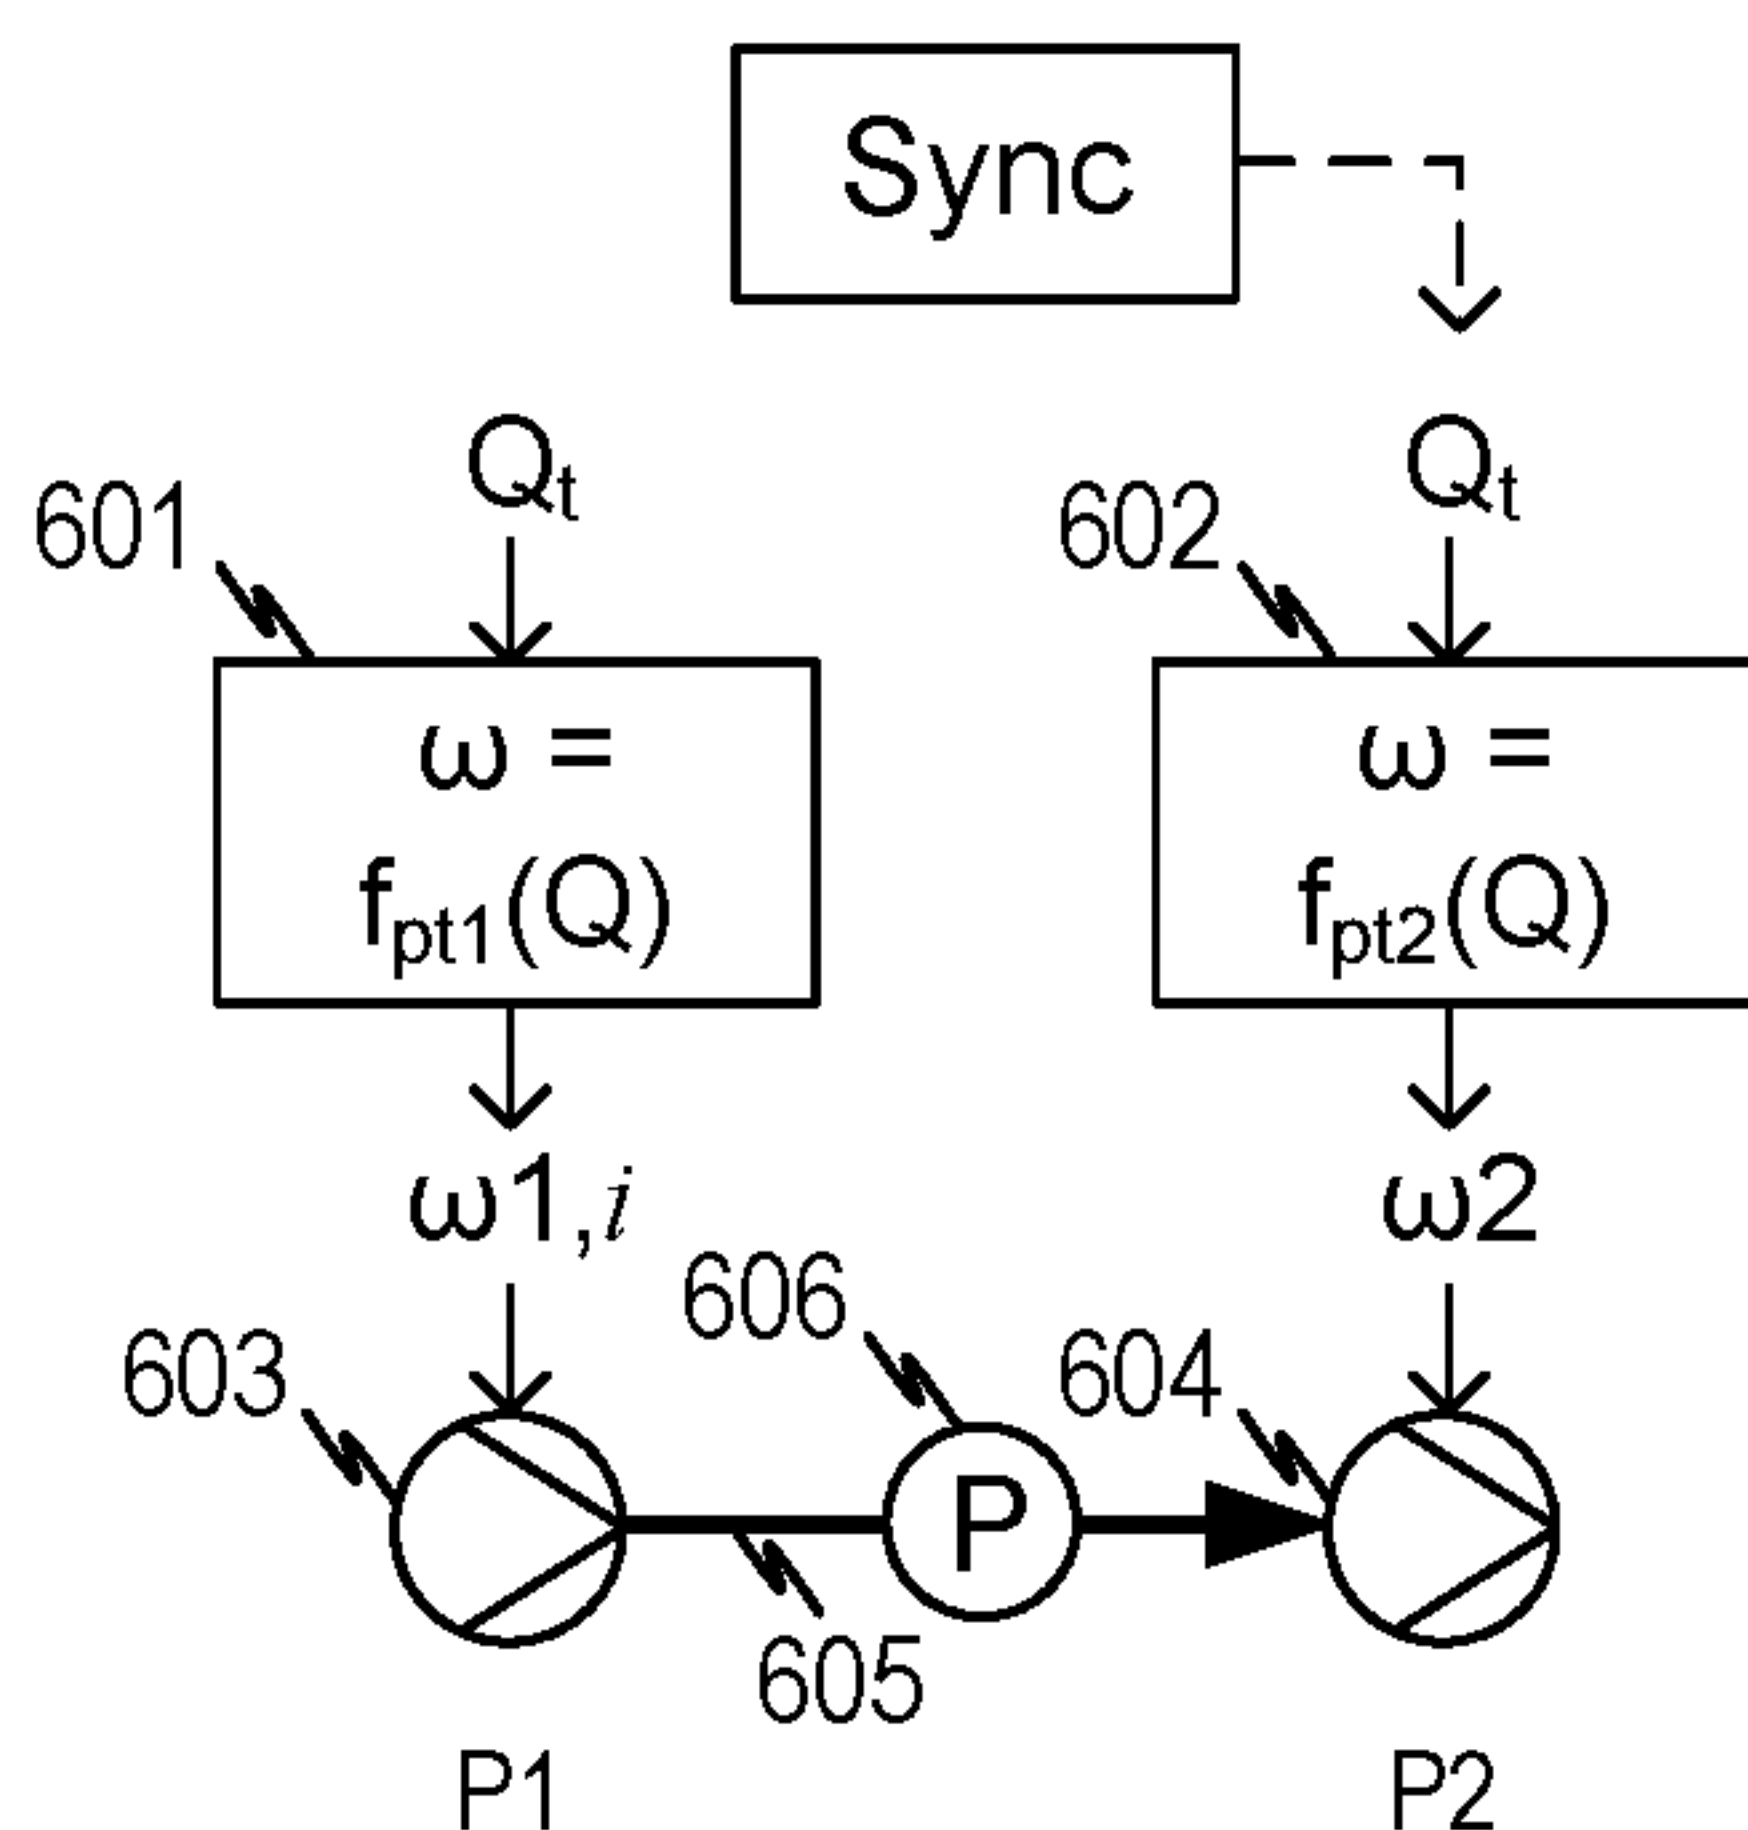 Sync
Qt
Qt
601
602
ω =
fpt1(Q)
ω =
fpt2(Q)
ω1,i
ω2
606
603
604
P
605
P1
P2